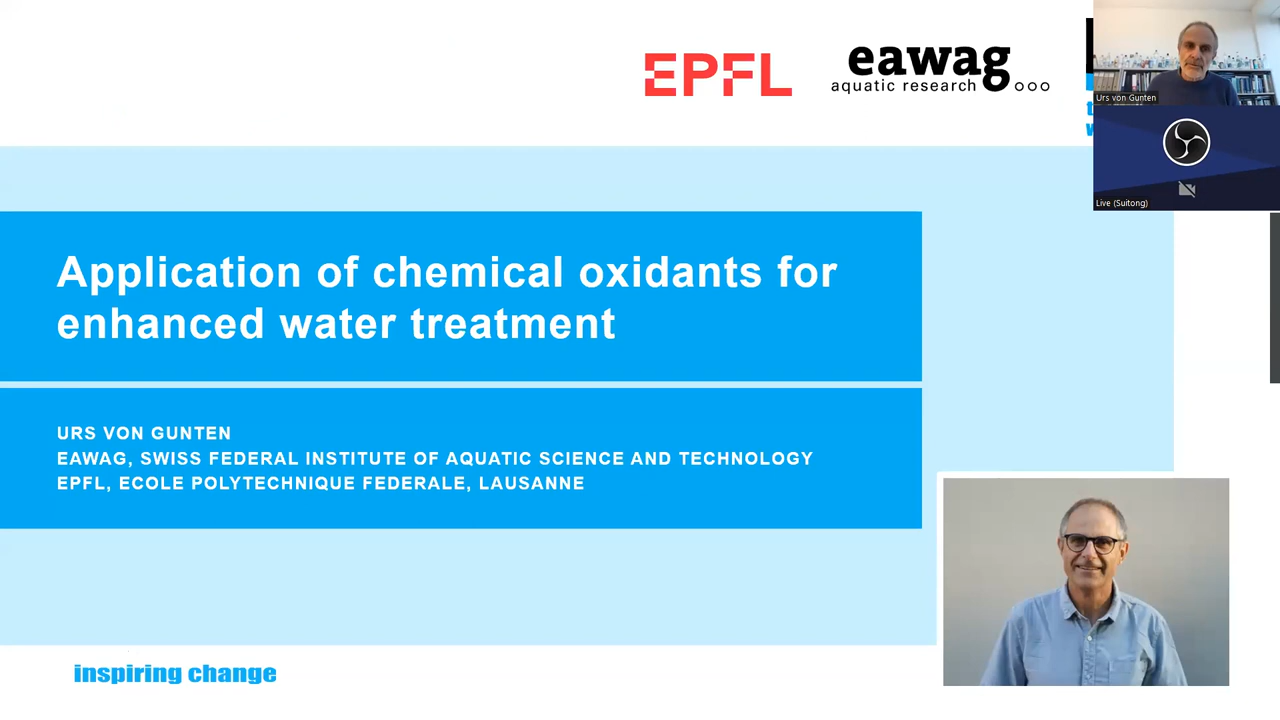 EPFL
eawag
aquatic research
Urs von Gunten
Live (Suitong)
Application of chemical oxidants for
enhanced water treatment
URS VON GUNTEN
EAWAG, SWISS FEDERAL INSTITUTE OF AQUATIC SCIENCE AND TECHNOLOGY
EPFL, ECOLE POLYTECHNIQUE FEDERALE, LAUSANNE
inspiring change